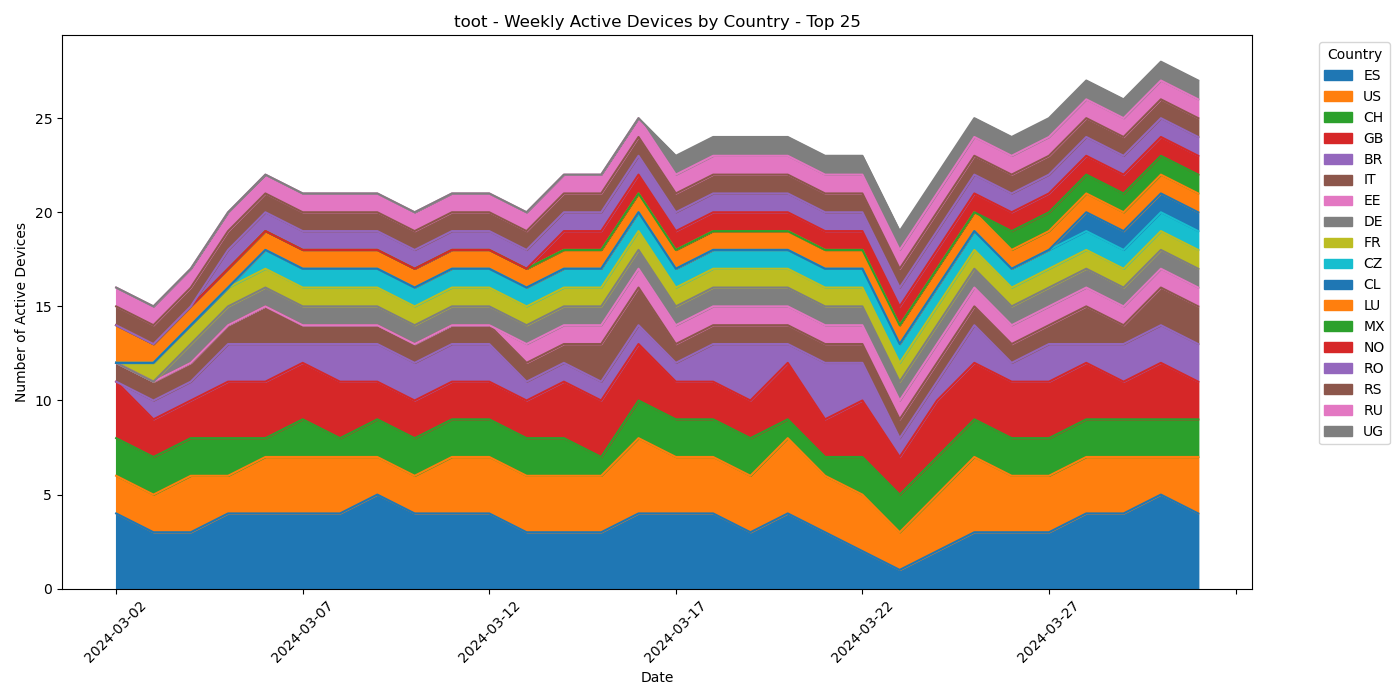 toot - Weekly Active Devices by Country - Top 25
Number of Active Devices
25
20
15
10
5
0
2024-03-02
2024-03-07
2024-03-12
2024-03-17
2024-03-22
2024-03-27
Date
Country
ES
US
CH
GB
BR
IT
EE
DE
FR
CZ
CL
LU
MX
NO
RO
RS
RU
UG